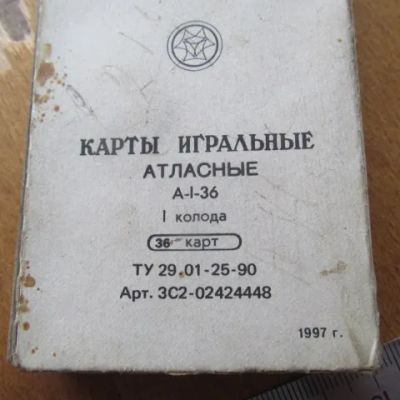 КАРТЫ ИГРАЛЬНЫЕ
АТЛАСНЫЕ
А-I-36
I колода
36 карт
ТУ 29.01-25-90
Арт. 3С2-02424448
1997 г.